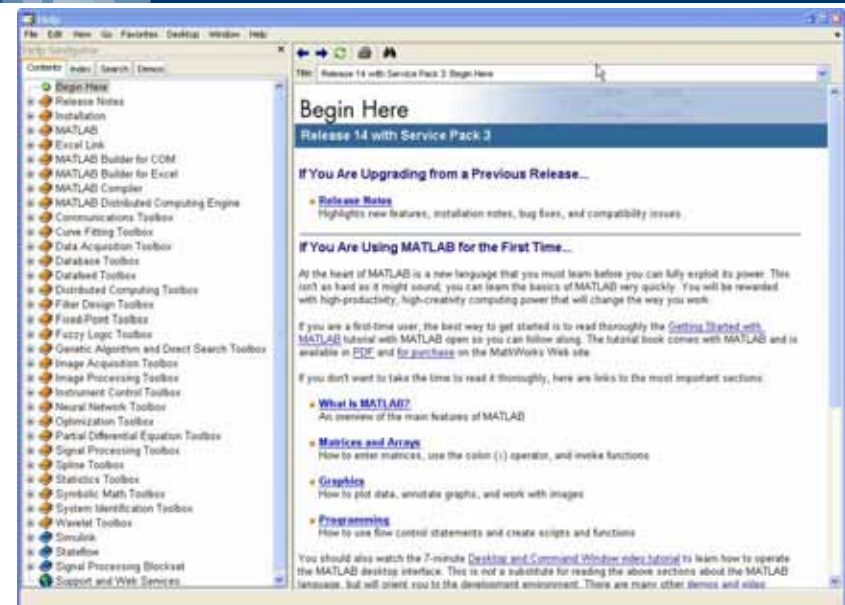 Help
File Edit View Go Favorites Desktop Window Help
Help Navigator
Contents Index Search Demos
Begin Here
Release Notes
Installation
MATLAB
Excel Link
MATLAB Builder for COM
MATLAB Builder for Excel
MATLAB Compiler
MATLAB Distributed Computing Engine
Communications Toolbox
Curve Fitting Toolbox
Data Acquisition Toolbox
Database Toolbox
Datafeed Toolbox
Distributed Computing Toolbox
Filter Design Toolbox
Fixed-Point Toolbox
Fuzzy Logic Toolbox
Genetic Algorithm and Direct Search Toolbox
Image Acquisition Toolbox
Image Processing Toolbox
Instrument Control Toolbox
Neural Network Toolbox
Optimization Toolbox
Partial Differential Equation Toolbox
Signal Processing Toolbox
Spline Toolbox
Statistics Toolbox
Symbolic Math Toolbox
System Identification Toolbox
Wavelet Toolbox
Simulink
Stateflow
Signal Processing Blockset
Support and Web Services
Title: Release 14 with Service Pack 3 Begin Here
Begin Here
Release 14 with Service Pack 3
If You Are Upgrading from a Previous Release...
Release Notes
Highlights new features, installation notes, bug fixes, and compatibility issues.
If You Are Using MATLAB for the First Time...
At the heart of MATLAB is a new language that you must learn before you can fully exploit its power. This
isn't as hard as it might sound; you can learn the basics of MATLAB very quickly. You will be rewarded
with high-productivity, high-creativity computing power that will change the way you work.
If you are a first-time user, the best way to get started is to read thoroughly the Getting Started with
MATLAB tutorial with MATLAB open so you can follow along. The tutorial book comes with MATLAB and is
available in PDF and for purchase on the MathWorks Web site.
If you don't want to take the time to read it thoroughly, here are links to the most important sections:
What Is MATLAB?
An overview of the main features of MATLAB
Matrices and Arrays
How to enter matrices, use the colon (:) operator, and invoke functions
Graphics
How to plot data, annotate graphs, and work with images
Programming
How to use flow control statements and create scripts and functions
You should also watch the 7-minute Desktop and Command Window video tutorial to learn how to operate
the MATLAB desktop interface. This is not a substitute for reading the above sections about the MATLAB
language, but will orient you to the development environment. There are many other demos and video